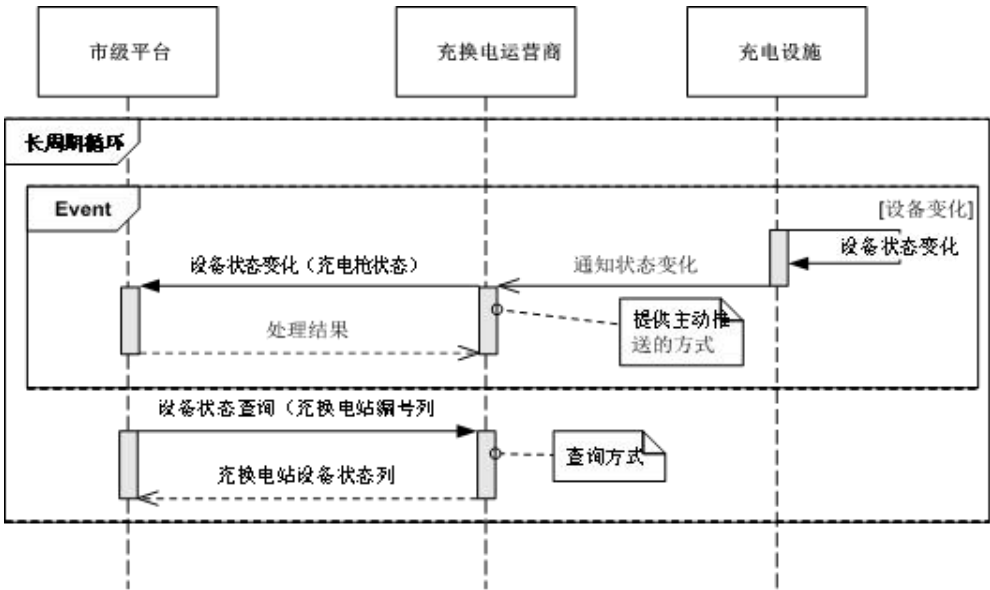 市级平台
充换电运营商
充电设施
长周期循环
Event
[设备变化]
设备状态变化
设备状态变化（充电枪状态）
通知状态变化
提供主动推
送的方式
处理结果
设备状态查询（充换电站编号列
查询方式
充换电站设备状态列